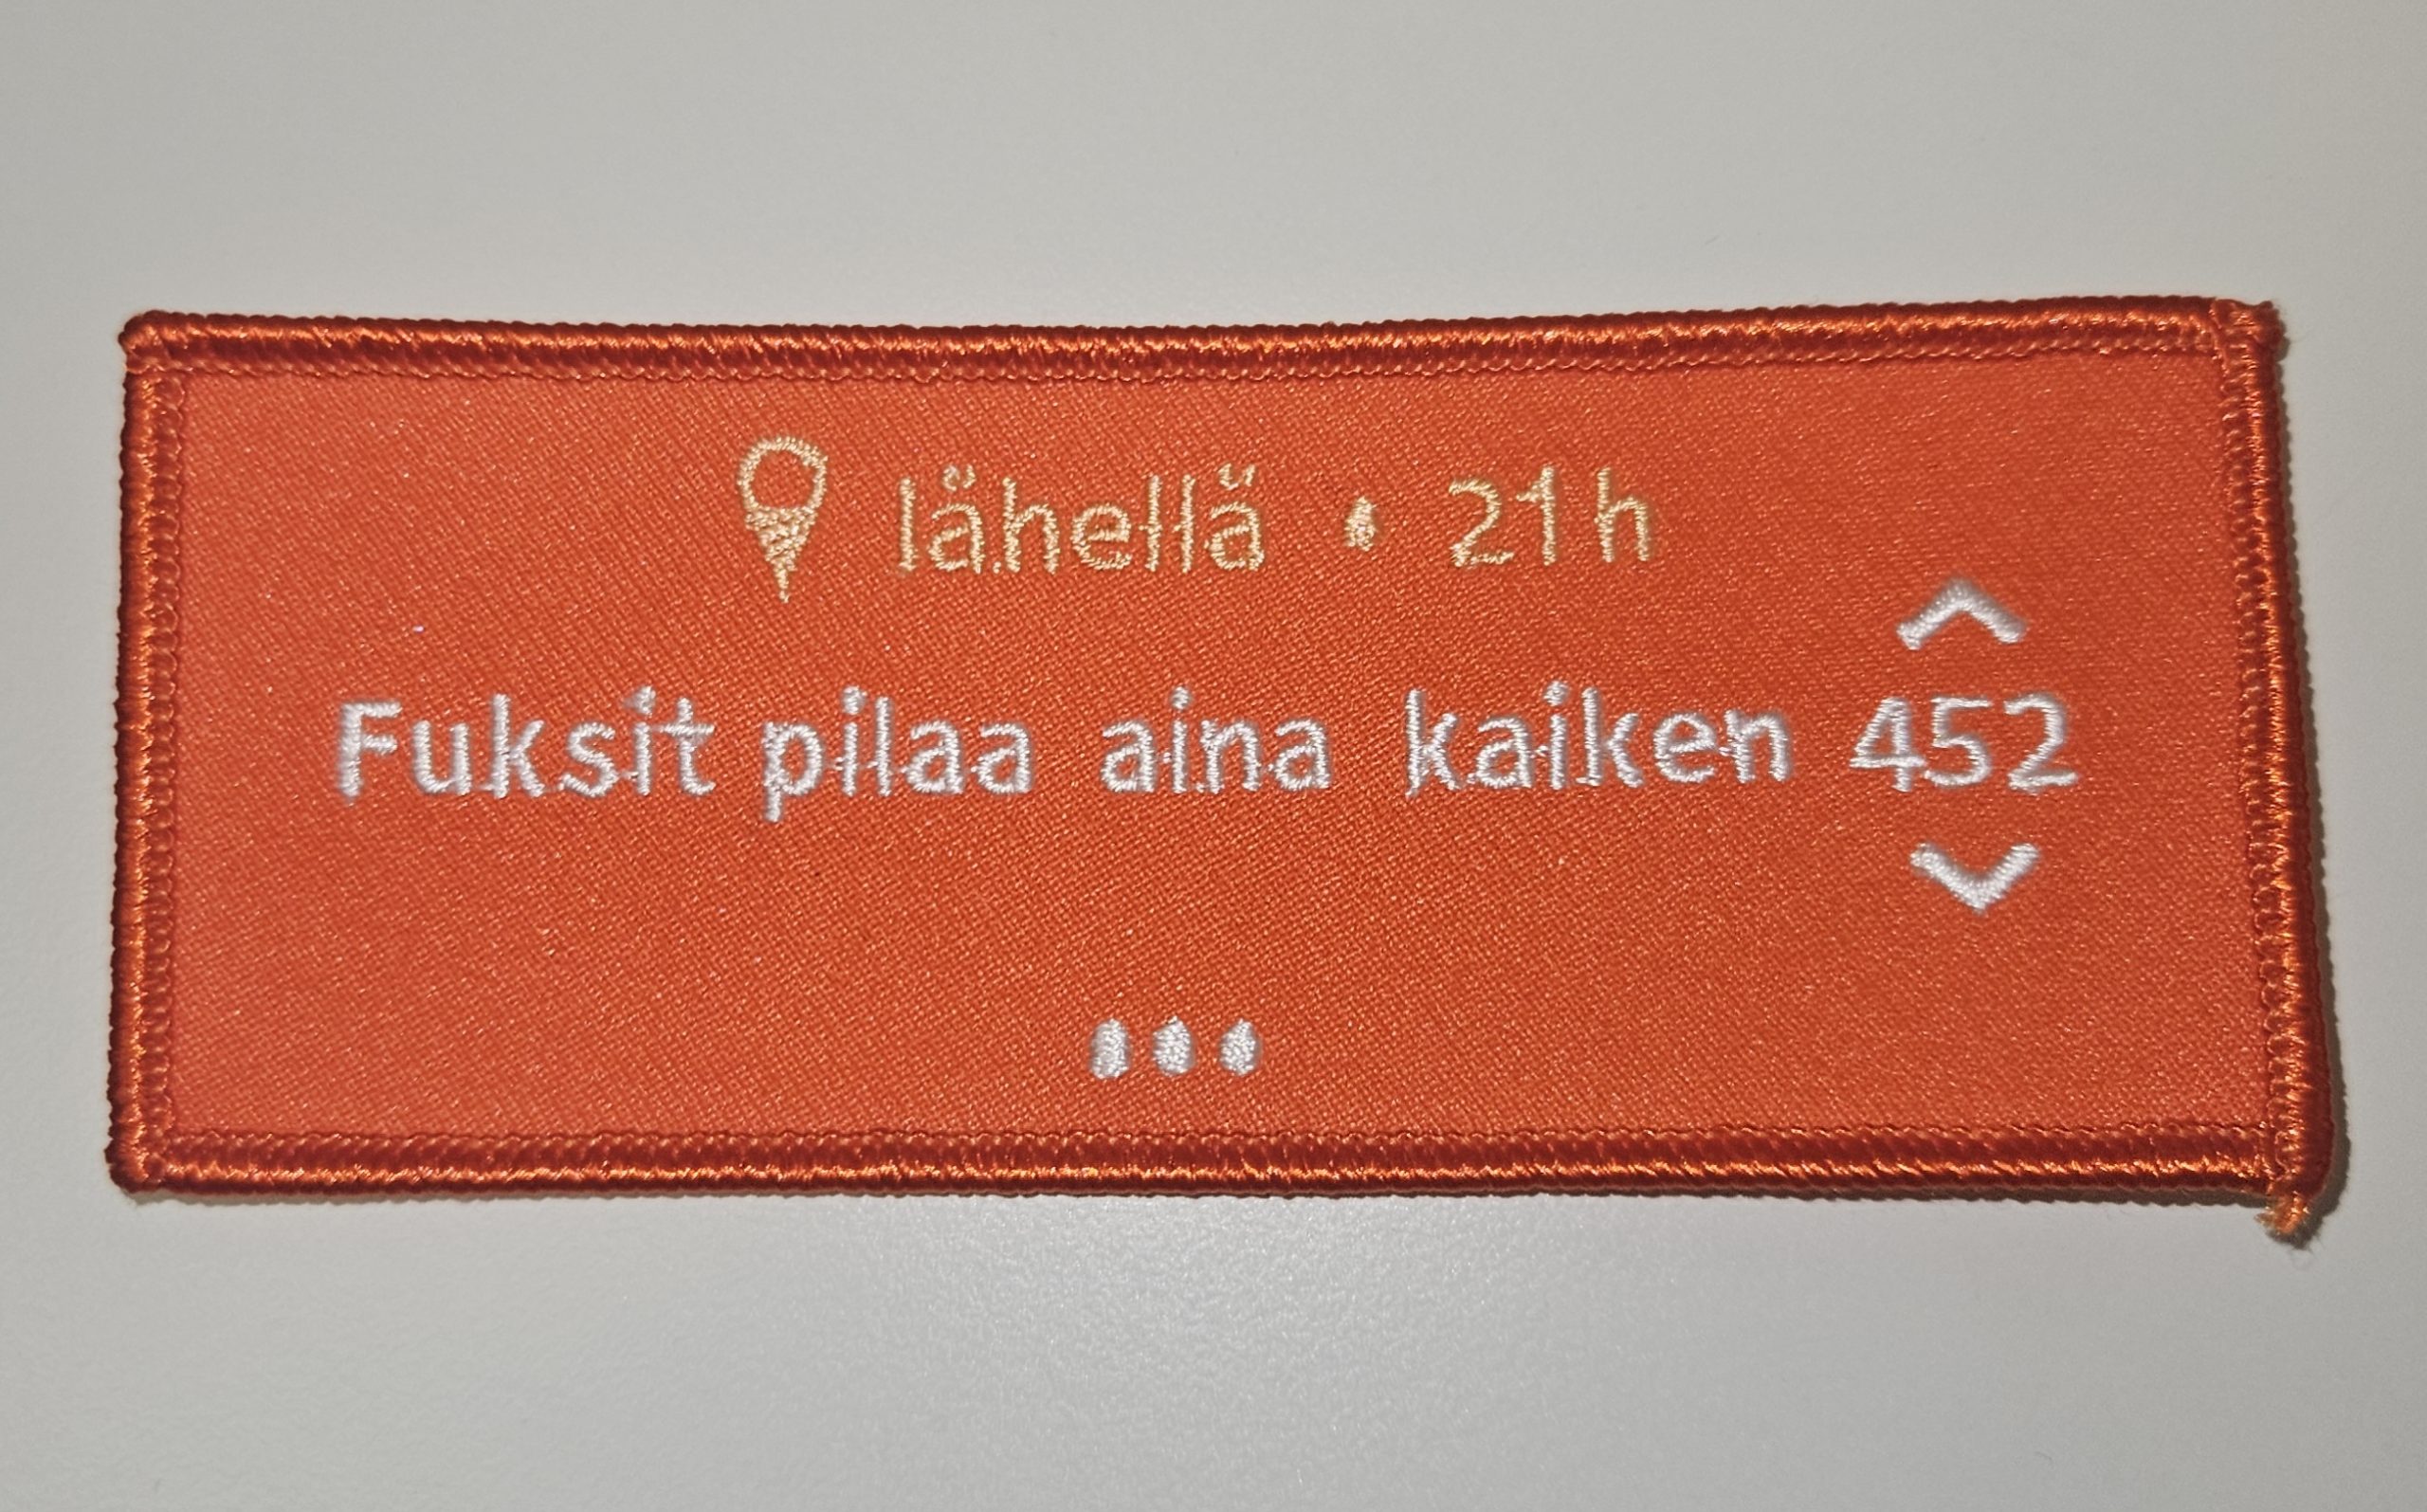 lähellä • 21 h
Fuksit pilaa aina kaiken 452